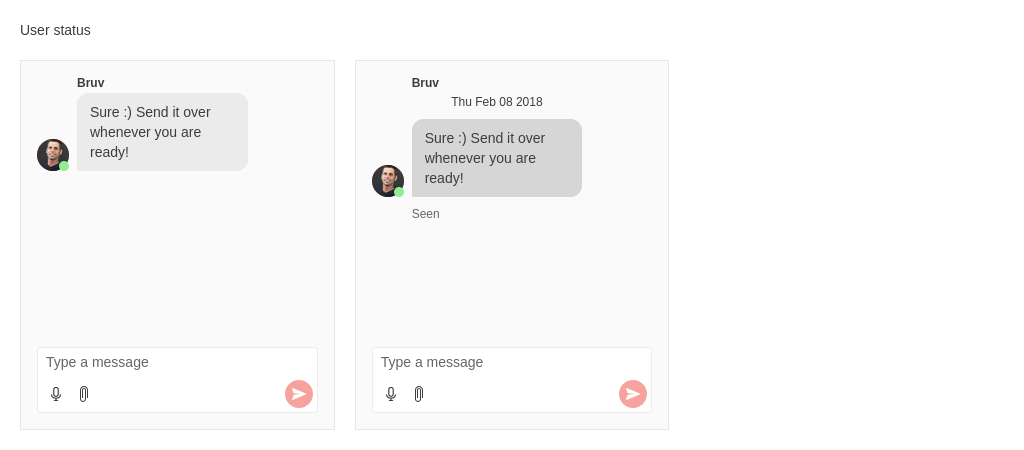 User status
Bruv
Sure :) Send it over
whenever you are
ready!
Type a message
Bruv
Thu Feb 08 2018
Sure :) Send it over
whenever you are
ready!
Seen
Type a message